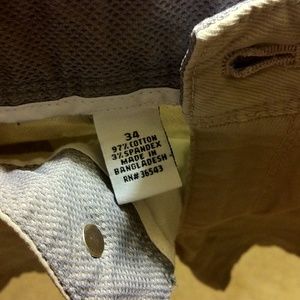 34
97% COTTON
3% SPANDEX
MADE IN
BANGLADESH
RN# 36543